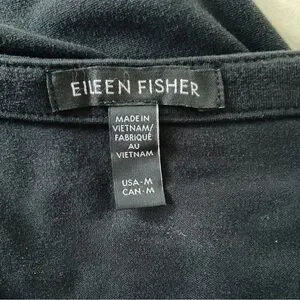 EILEEN FISHER
MADE IN
VIETNAM/
FABRIQUÉ
AU
VIETNAM
USA - M
CAN - M